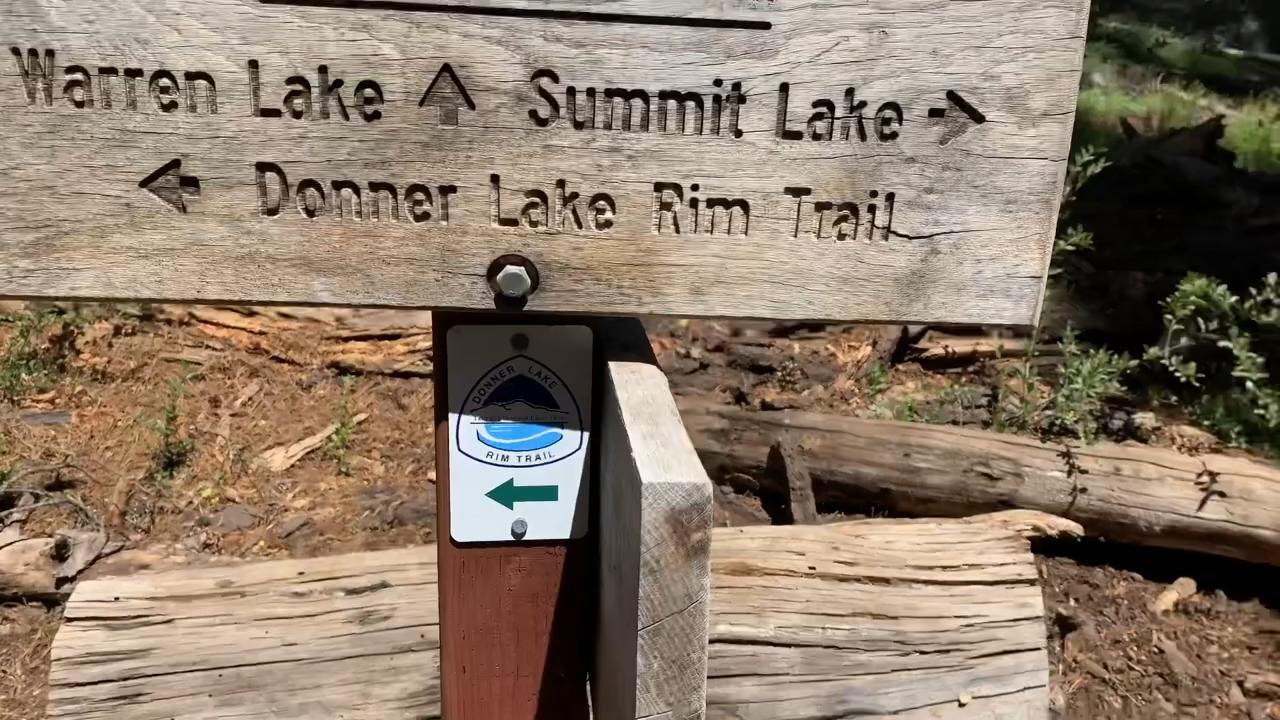 Warren Lake ↑ Summit Lake →
← Donner Lake Rim Trail
DONNER LAKE
RIM TRAIL